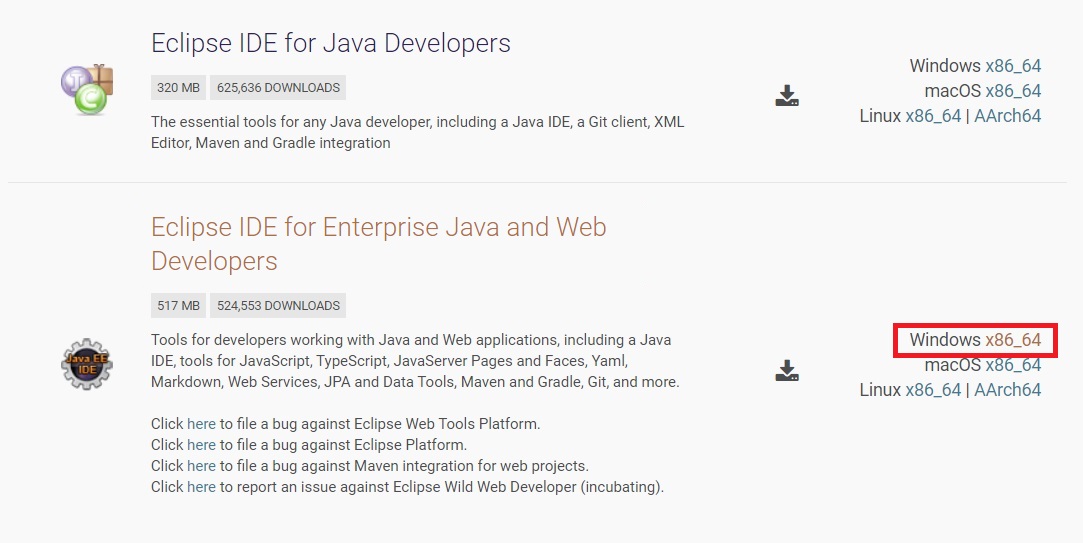 Eclipse IDE for Java Developers
320 MB 625,636 DOWNLOADS
The essential tools for any Java developer, including a Java IDE, a Git client, XML
Editor, Maven and Gradle integration
Windows x86_64
macOS x86_64
Linux x86_64 | AArch64
J
C
Eclipse IDE for Enterprise Java and Web
Developers
517 MB 524,553 DOWNLOADS
Java EE
IDE
Tools for developers working with Java and Web applications, including a Java
IDE, tools for JavaScript, TypeScript, JavaServer Pages and Faces, Yaml,
Markdown, Web Services, JPA and Data Tools, Maven and Gradle, Git, and more.
Click here to file a bug against Eclipse Web Tools Platform.
Click here to file a bug against Eclipse Platform.
Click here to file a bug against Maven integration for web projects.
Click here to report an issue against Eclipse Wild Web Developer (incubating).
Windows x86_64
macOS x86_64
Linux x86_64 | AArch64